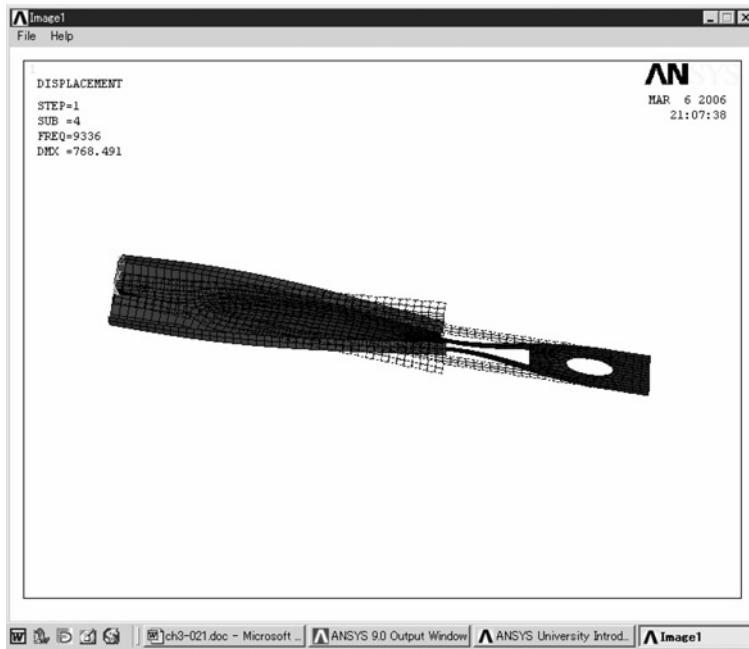 Image1
File Help
1
DISPLACEMENT
STEP=1
SUB =4
FREQ=9336
DMX =768.491
ANSYS
MAR 6 2006
21:07:38
ch3-021.doc - Microsoft ...
ANSYS 9.0 Output Window
ANSYS University Introd...
Image1